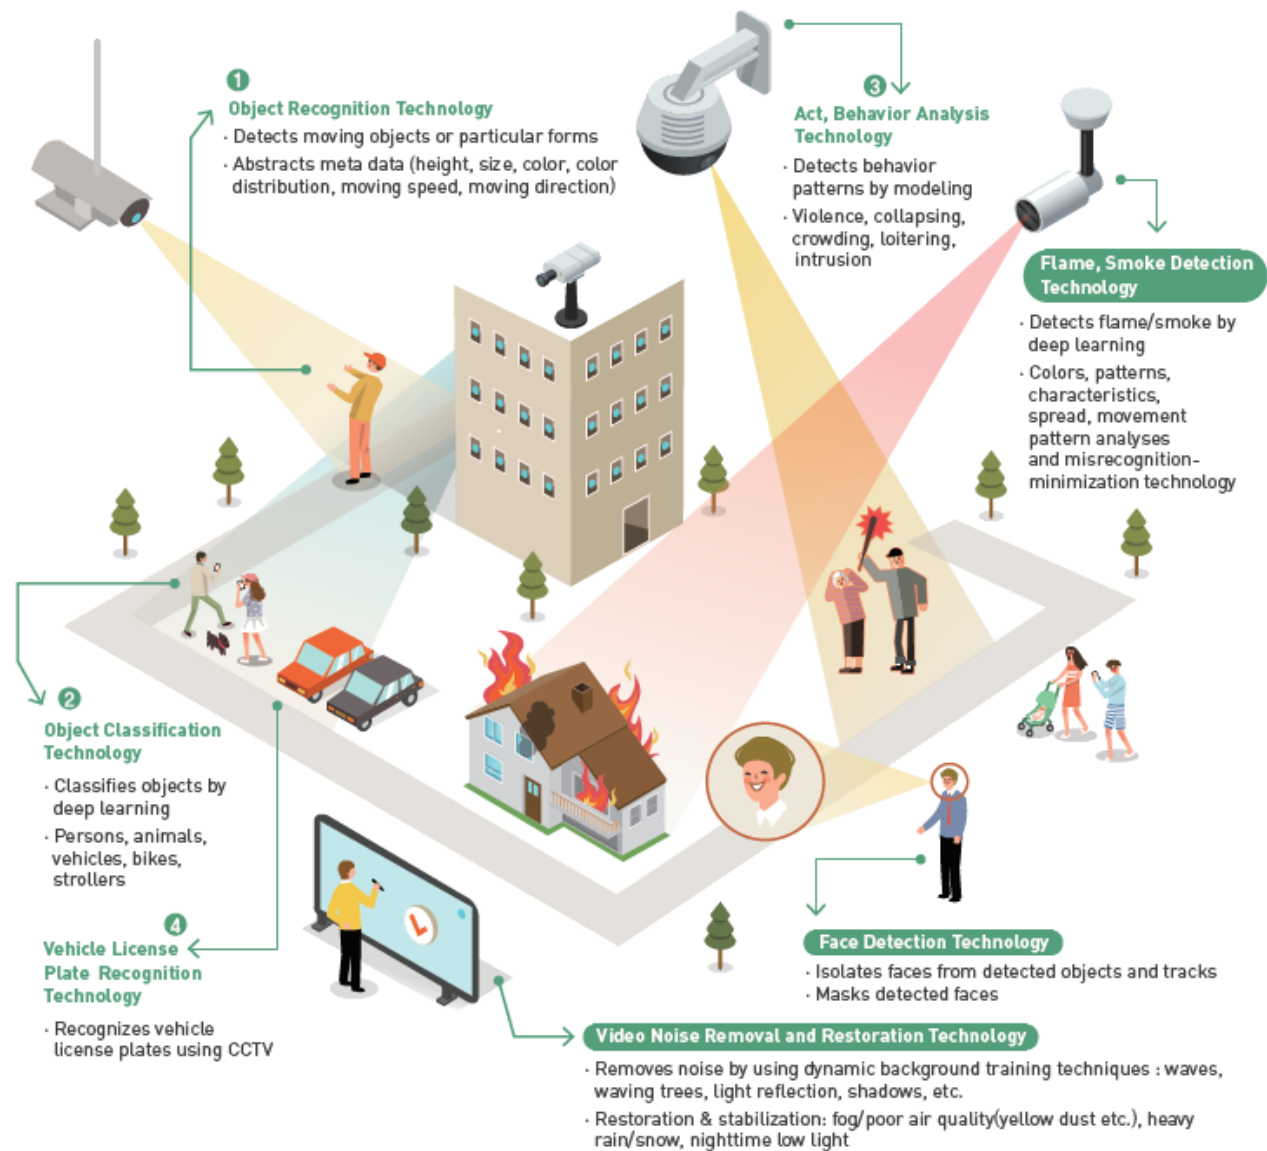 1
Object Recognition Technology
· Detects moving objects or particular forms
· Abstracts meta data (height, size, color, color
distribution, moving speed, moving direction)
3
Act, Behavior Analysis
Technology
· Detects behavior
patterns by modeling
· Violence, collapsing,
crowding, loitering,
intrusion
Flame, Smoke Detection
Technology
· Detects flame/smoke by
deep learning
· Colors, patterns,
characteristics,
spread, movement
pattern analyses
and misrecognition-
minimization technology
2
Object Classification
Technology
· Classifies objects by
deep learning
· Persons, animals,
vehicles, bikes,
strollers
4
Vehicle License
Plate Recognition
Technology
· Recognizes vehicle
license plates using CCTV
Face Detection Technology
· Isolates faces from detected objects and tracks
· Masks detected faces
Video Noise Removal and Restoration Technology
· Removes noise by using dynamic background training techniques : waves,
waving trees, light reflection, shadows, etc.
· Restoration & stabilization: fog/poor air quality(yellow dust etc.), heavy
rain/snow, nighttime low light